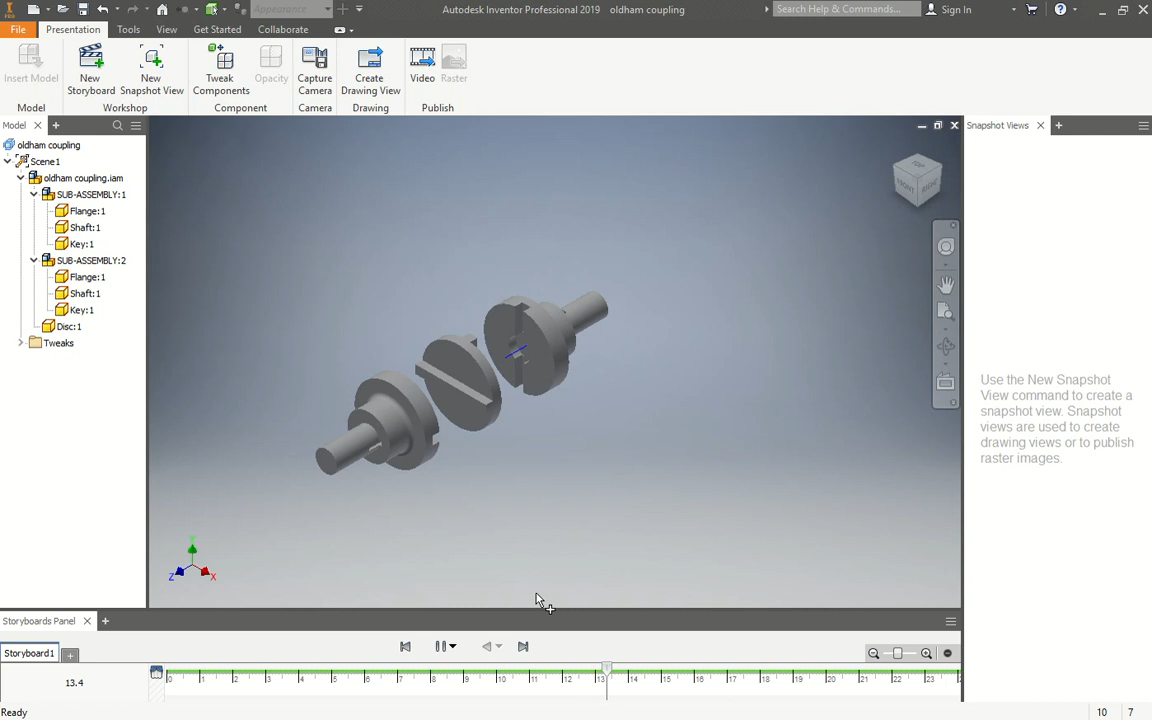 Appearance
Autodesk Inventor Professional 2019 oldham coupling
Search Help & Commands...
Sign In
File Presentation Tools View Get Started Collaborate
Insert Model
New Storyboard
New Snapshot View
Tweak Components
Opacity
Capture Camera
Create Drawing View
Video
Raster
Model Workshop Component Camera Drawing Publish
Model
oldham coupling
Scene1
oldham coupling.iam
SUB-ASSEMBLY:1
Flange:1
Shaft:1
Key:1
SUB-ASSEMBLY:2
Flange:1
Shaft:1
Key:1
Disc:1
Tweaks
FRONT RIGHT
Z X
Snapshot Views
Use the New Snapshot
View command to create a
snapshot view. Snapshot
views are used to create
drawing views or to publish
raster images.
Storyboards Panel
Storyboard1
13.4
0 1 2 3 4 5 6 7 8 9 10 11 12 13 14 15 16 17 18 19 20 21 22 23
Ready
10 7